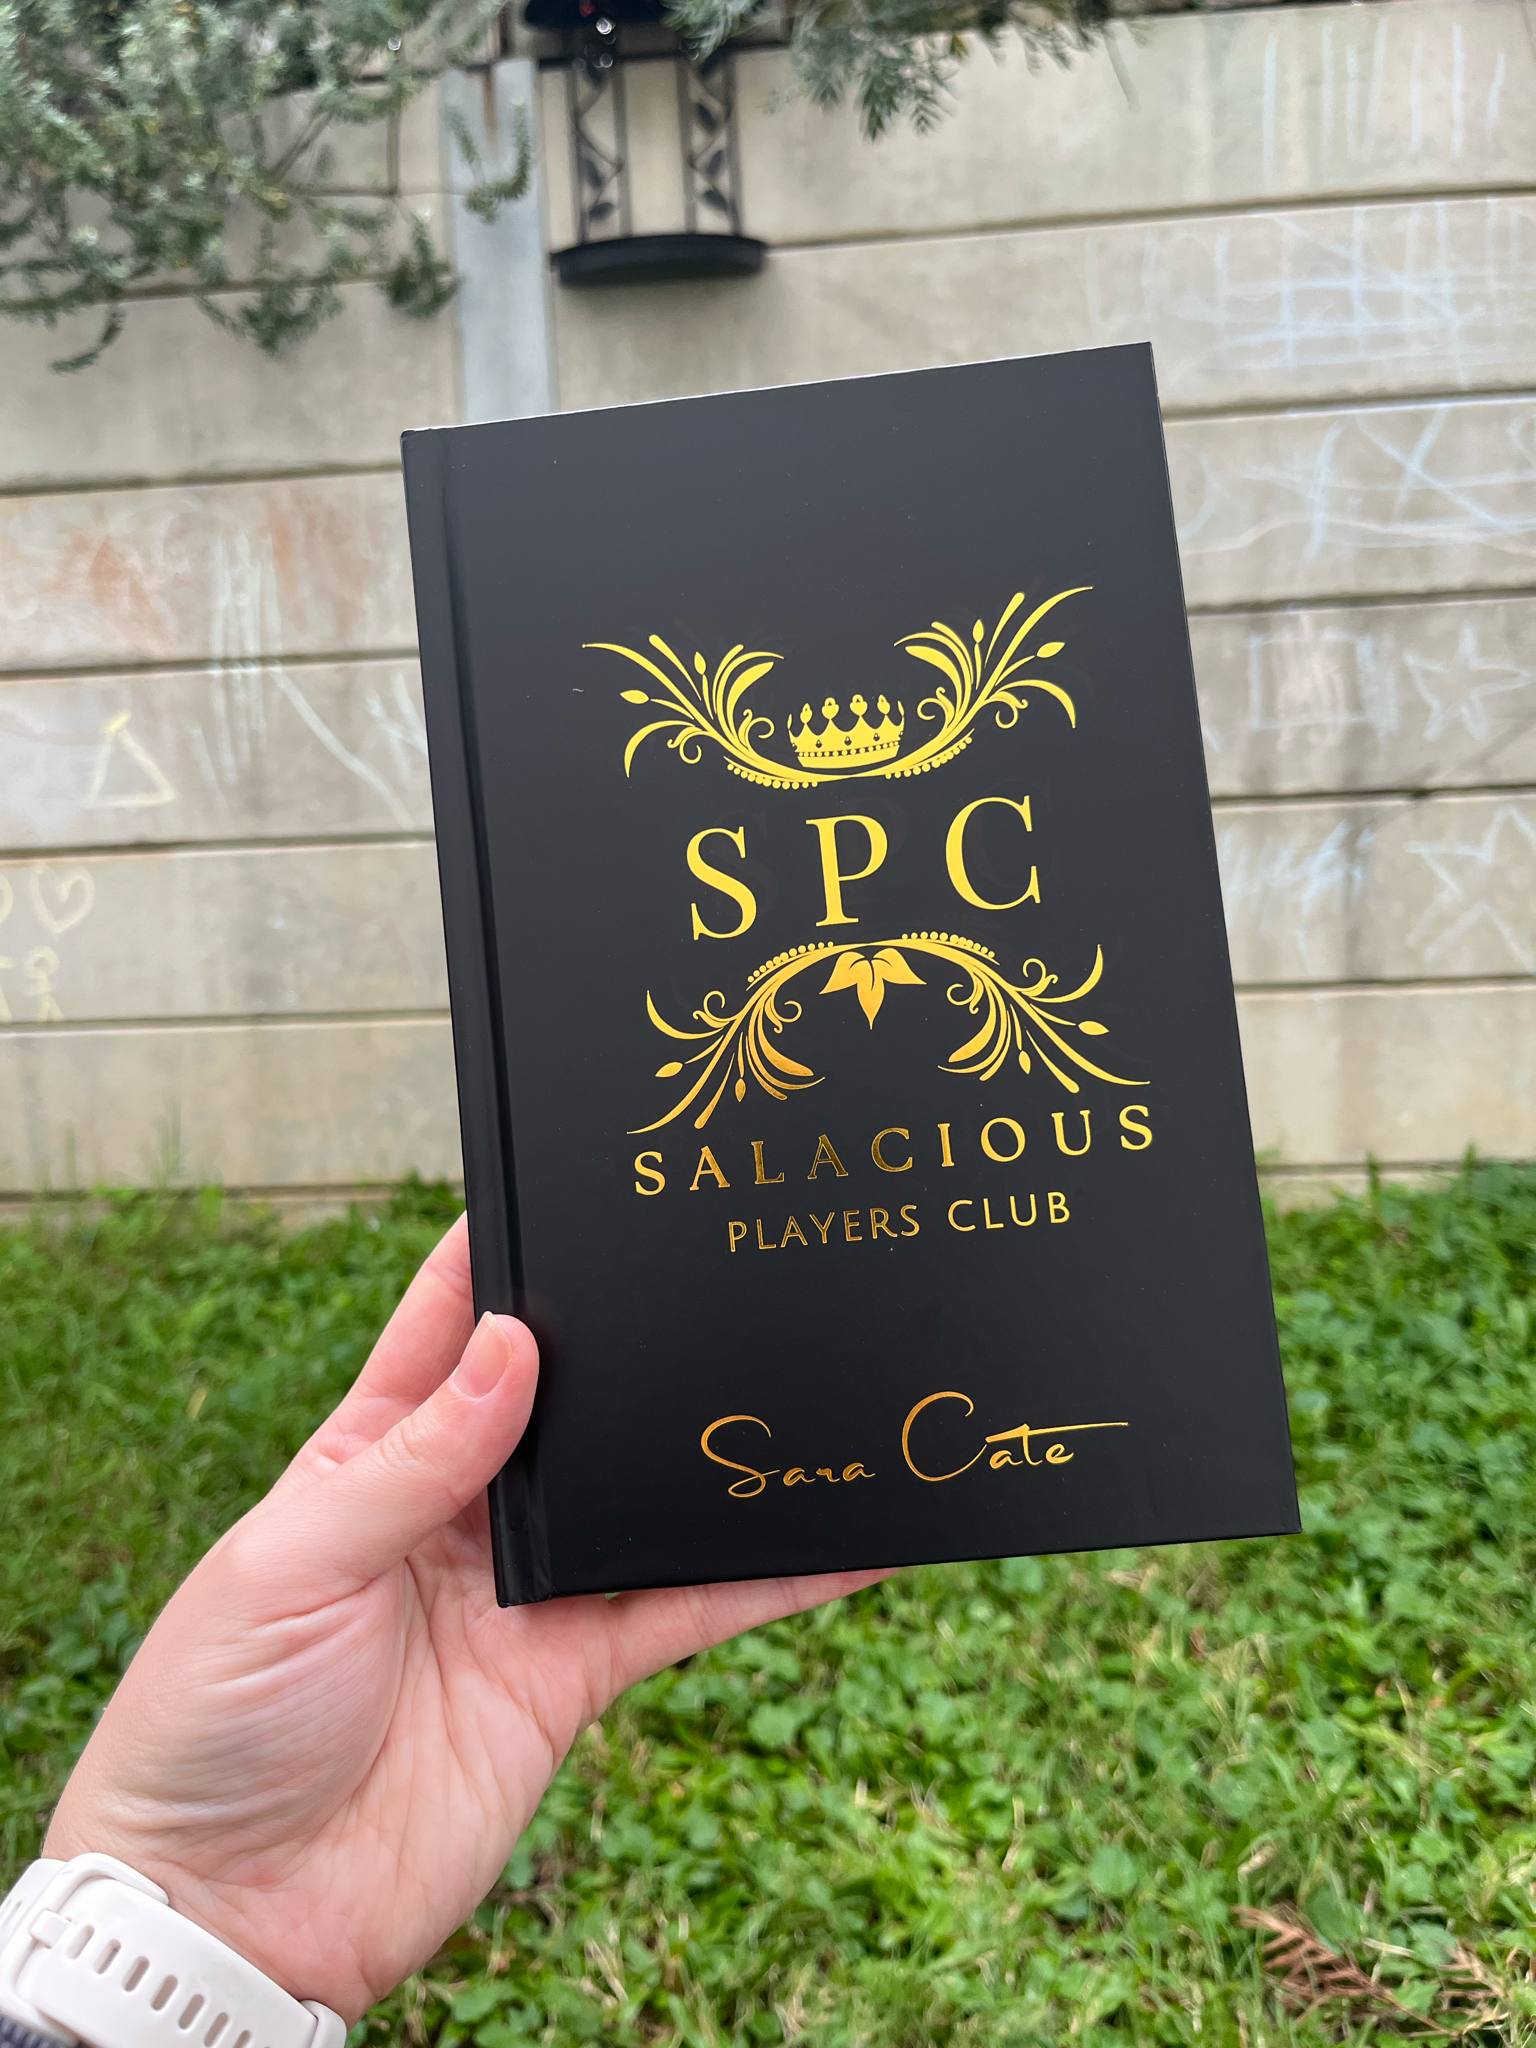 SPC
SALACIOUS
PLAYERS CLUB
Sara Cate